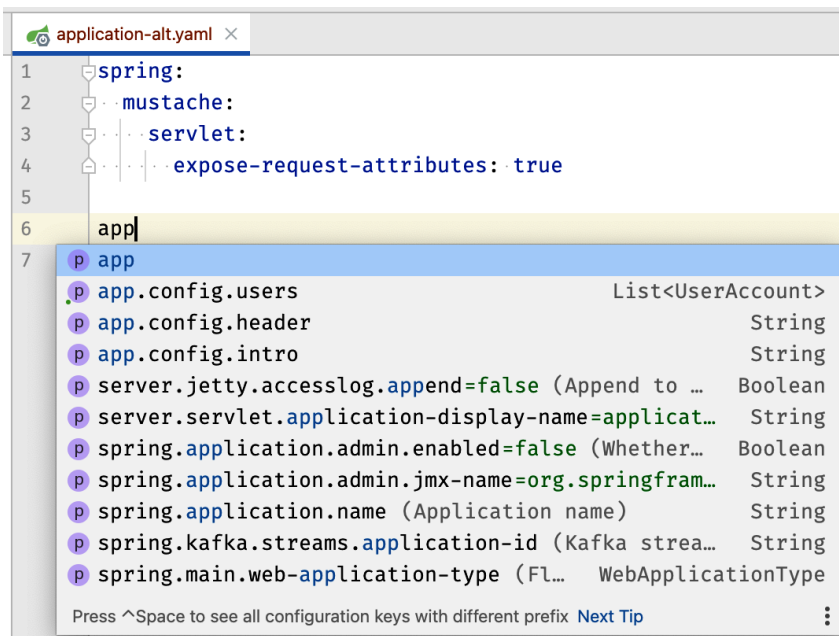 application-alt.yaml
1 spring:
2 mustache:
3 servlet:
4 expose-request-attributes: true
5
6 app
7 p app
p app.config.users List<UserAccount>
p app.config.header String
p app.config.intro String
p server.jetty.accesslog.append=false (Append to … Boolean
p server.servlet.application-display-name=applicat… String
p spring.application.admin.enabled=false (Whether… Boolean
p spring.application.admin.jmx-name=org.springfram… String
p spring.application.name (Application name) String
p spring.kafka.streams.application-id (Kafka strea… String
p spring.main.web-application-type (Fl… WebApplicationType
Press ^Space to see all configuration keys with different prefix Next Tip